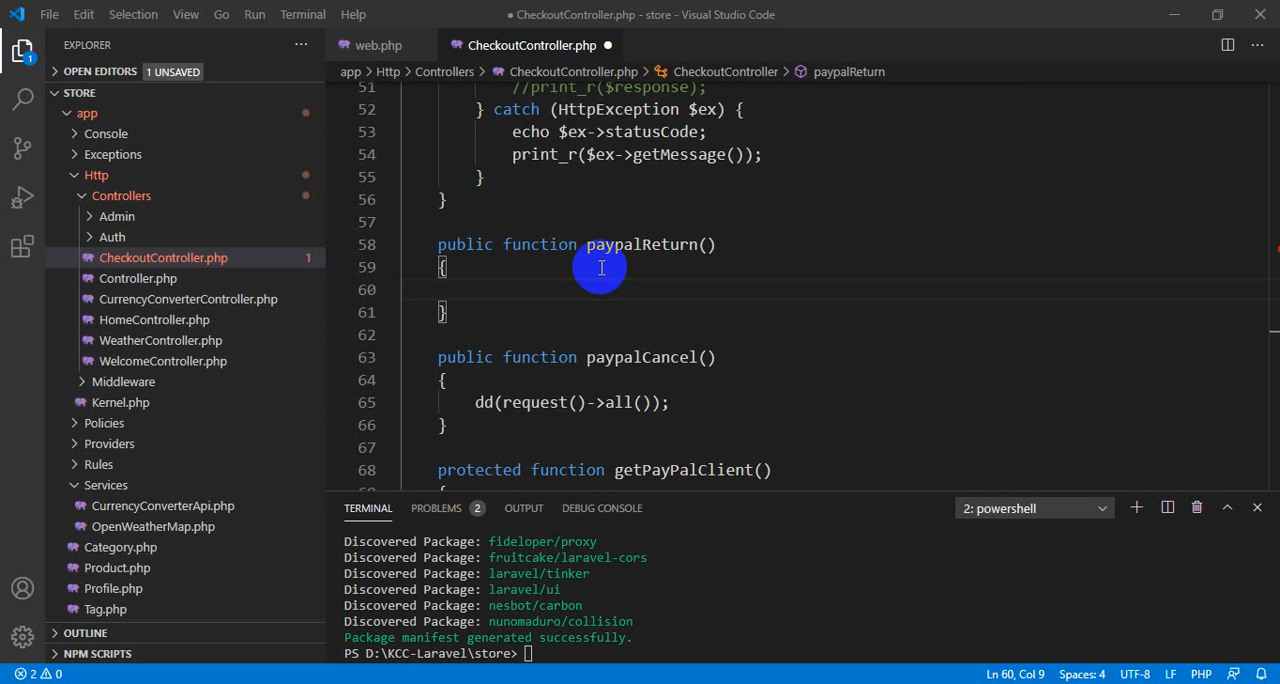 File Edit Selection View Go Run Terminal Help
● CheckoutController.php - store - Visual Studio Code
EXPLORER
web.php
CheckoutController.php
OPEN EDITORS 1 UNSAVED
app > Http > Controllers > CheckoutController.php > CheckoutController > paypalReturn
STORE
app
Console
Exceptions
Http
Controllers
Admin
Auth
CheckoutController.php 1
Controller.php
CurrencyConverterController.php
HomeController.php
WeatherController.php
WelcomeController.php
Middleware
Kernel.php
Policies
Providers
Rules
Services
CurrencyConverterApi.php
OpenWeatherMap.php
Category.php
Product.php
Profile.php
Tag.php
OUTLINE
NPM SCRIPTS
1
51 //print_r($response);
52 } catch (HttpException $ex) {
53 echo $ex->statusCode;
54 print_r($ex->getMessage());
55 }
56 }
57
58 public function paypalReturn()
59 {
60
61 }
62
63 public function paypalCancel()
64 {
65 dd(request()->all());
66 }
67
68 protected function getPayPalClient()
{
TERMINAL PROBLEMS 2 OUTPUT DEBUG CONSOLE
2: powershell
Discovered Package: fideloper/proxy
Discovered Package: fruitcake/laravel-cors
Discovered Package: laravel/tinker
Discovered Package: laravel/ui
Discovered Package: nesbot/carbon
Discovered Package: nunomaduro/collision
Package manifest generated successfully.
PS D:\KCC-Laravel\store>
2 0
Ln 60, Col 9 Spaces: 4 UTF-8 LF PHP